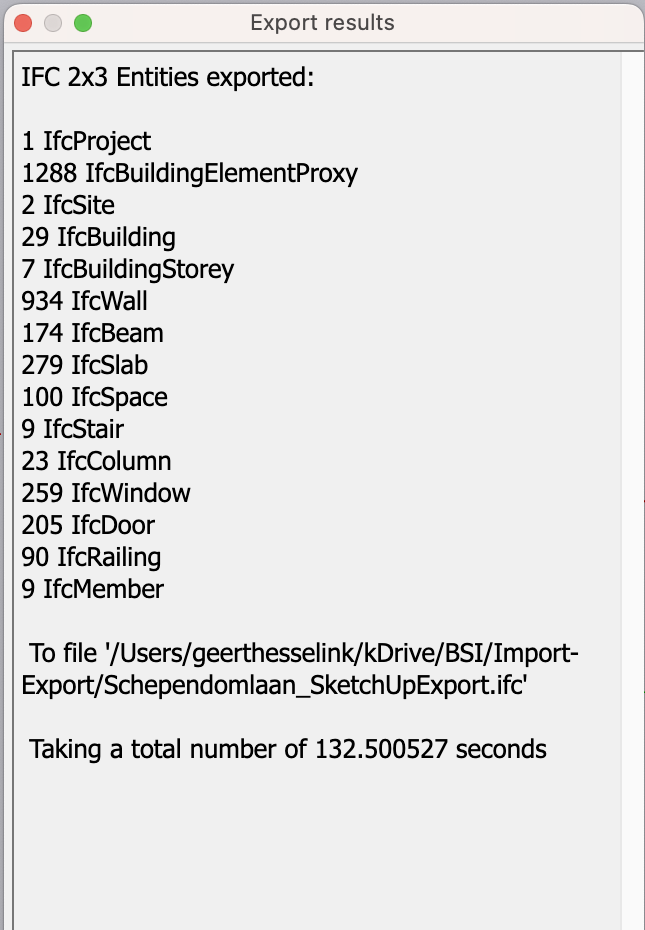 Export results
IFC 2x3 Entities exported:
1 IfcProject
1288 IfcBuildingElementProxy
2 IfcSite
29 IfcBuilding
7 IfcBuildingStorey
934 IfcWall
174 IfcBeam
279 IfcSlab
100 IfcSpace
9 IfcStair
23 IfcColumn
259 IfcWindow
205 IfcDoor
90 IfcRailing
9 IfcMember
To file '/Users/geerthesselink/kDrive/BSI/Import-
Export/Schependomlaan_SketchUpExport.ifc'
Taking a total number of 132.500527 seconds